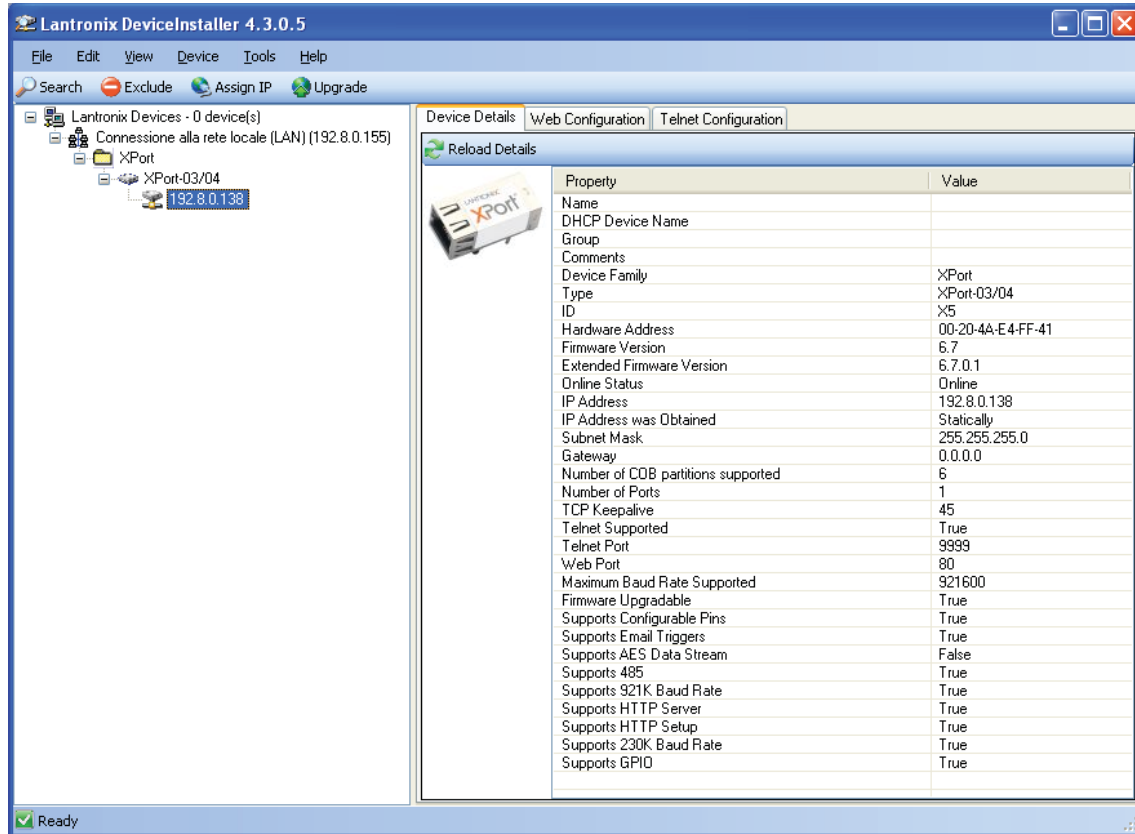 Lantronix DeviceInstaller 4.3.0.5
File Edit View Device Tools Help
Search Exclude Assign IP Upgrade
Lantronix Devices - 0 device(s)
Connessione alla rete locale (LAN) (192.8.0.155)
XPort
XPort-03/04
192.8.0.138
Device Details Web Configuration Telnet Configuration
Reload Details
LANTRONIX
XPort
Property Value
Name
DHCP Device Name
Group
Comments
Device Family XPort
Type XPort-03/04
ID X5
Hardware Address 00-20-4A-E4-FF-41
Firmware Version 6.7
Extended Firmware Version 6.7.0.1
Online Status Online
IP Address 192.8.0.138
IP Address was Obtained Statically
Subnet Mask 255.255.255.0
Gateway 0.0.0.0
Number of COB partitions supported 6
Number of Ports 1
TCP Keepalive 45
Telnet Supported True
Telnet Port 9999
Web Port 80
Maximum Baud Rate Supported 921600
Firmware Upgradable True
Supports Configurable Pins True
Supports Email Triggers True
Supports AES Data Stream False
Supports 485 True
Supports 921K Baud Rate True
Supports HTTP Server True
Supports HTTP Setup True
Supports 230K Baud Rate True
Supports GPIO True
Ready